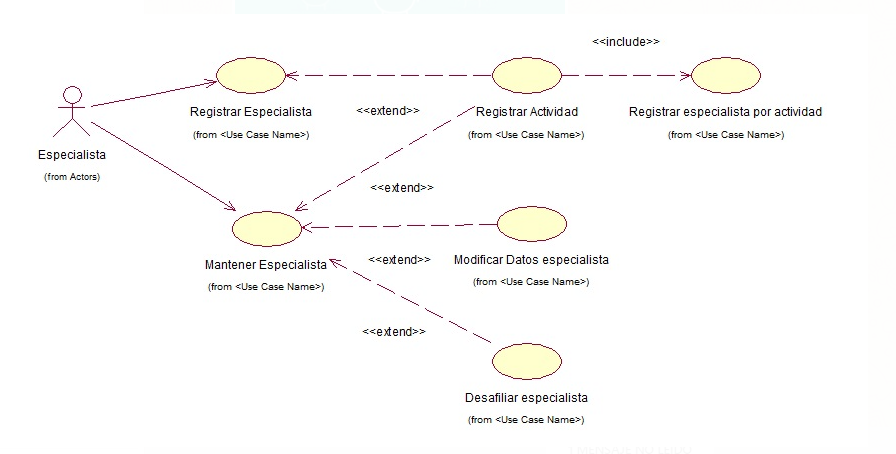 <<include>>
Registrar Especialista
(from <Use Case Name>)
<<extend>>
Registrar Actividad
(from <Use Case Name>)
Registrar especialista por actividad
(from <Use Case Name>)
Especialista
(from Actors)
<<extend>>
Mantener Especialista
(from <Use Case Name>)
<<extend>>
Modificar Datos especialista
(from <Use Case Name>)
<<extend>>
Desafiliar especialista
(from <Use Case Name>)